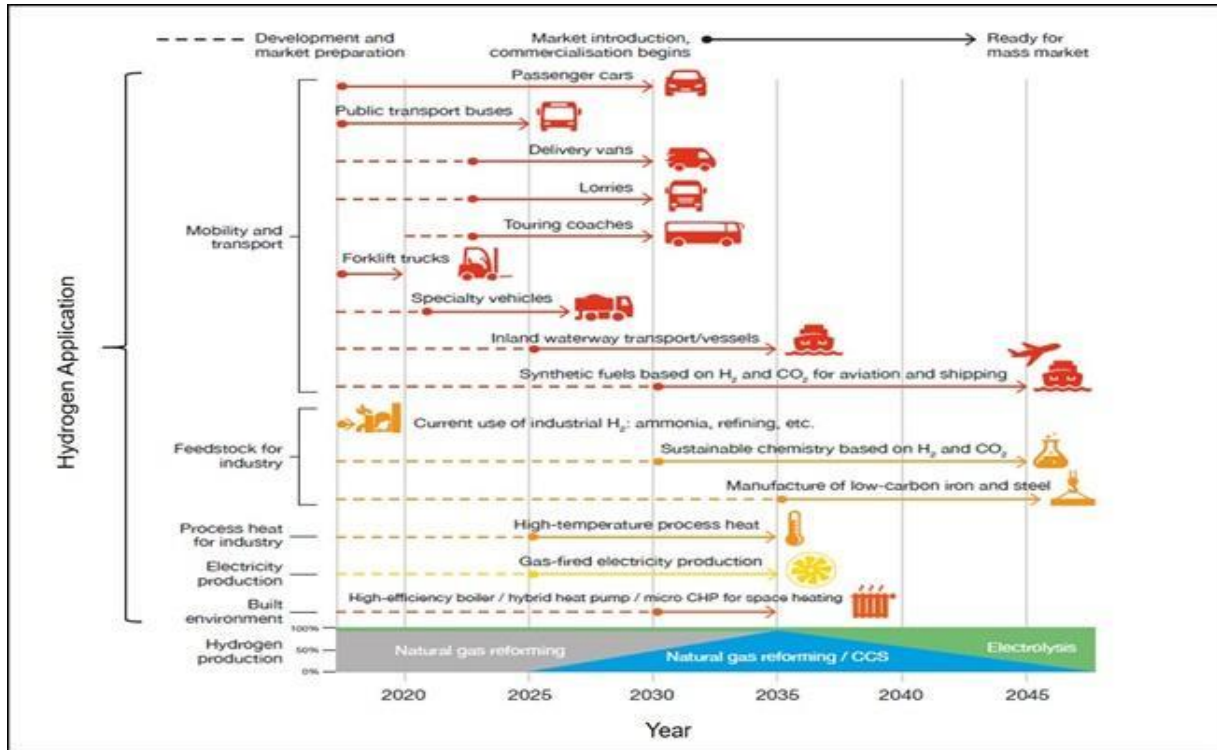 Development and
market preparation
Market introduction,
commercialisation begins
Ready for
mass market
Hydrogen Application
Mobility and
transport
Passenger cars
Public transport buses
Delivery vans
Lorries
Touring coaches
Forklift trucks
Specialty vehicles
Inland waterway transport/vessels
Synthetic fuels based on H₂ and CO₂ for aviation and shipping
Feedstock for
industry
Current use of industrial H₂: ammonia, refining, etc.
Sustainable chemistry based on H₂ and CO₂
Manufacture of low-carbon iron and steel
Process heat
for industry
High-temperature process heat
Electricity
production
Gas-fired electricity production
Built
environment
High-efficiency boiler / hybrid heat pump / micro CHP for space heating
Hydrogen
production
100%
50%
0%
Natural gas reforming
Natural gas reforming / CCS
Electrolysis
2020 2025 2030 2035 2040 2045
Year